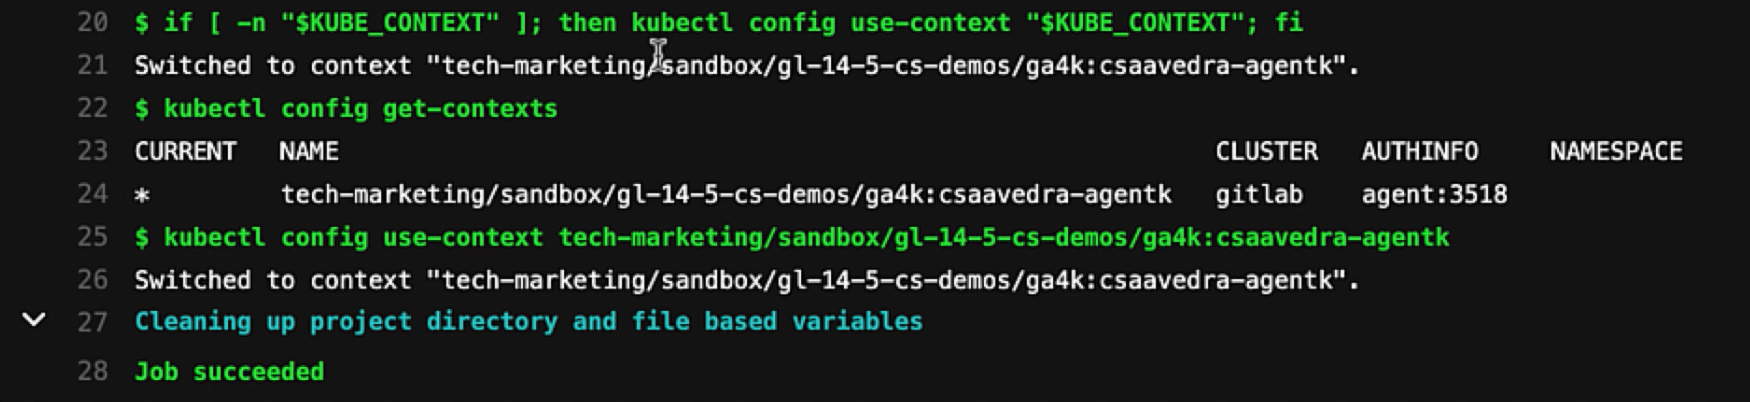 20 $ if [ -n "$KUBE_CONTEXT" ]; then kubectl config use-context "$KUBE_CONTEXT"; fi
21 Switched to context "tech-marketing/sandbox/gl-14-5-cs-demos/ga4k:csaavedra-agentk".
22 $ kubectl config get-contexts
23 CURRENT NAME CLUSTER AUTHINFO NAMESPACE
24 * tech-marketing/sandbox/gl-14-5-cs-demos/ga4k:csaavedra-agentk gitlab agent:3518
25 $ kubectl config use-context tech-marketing/sandbox/gl-14-5-cs-demos/ga4k:csaavedra-agentk
26 Switched to context "tech-marketing/sandbox/gl-14-5-cs-demos/ga4k:csaavedra-agentk".
27 Cleaning up project directory and file based variables
28 Job succeeded